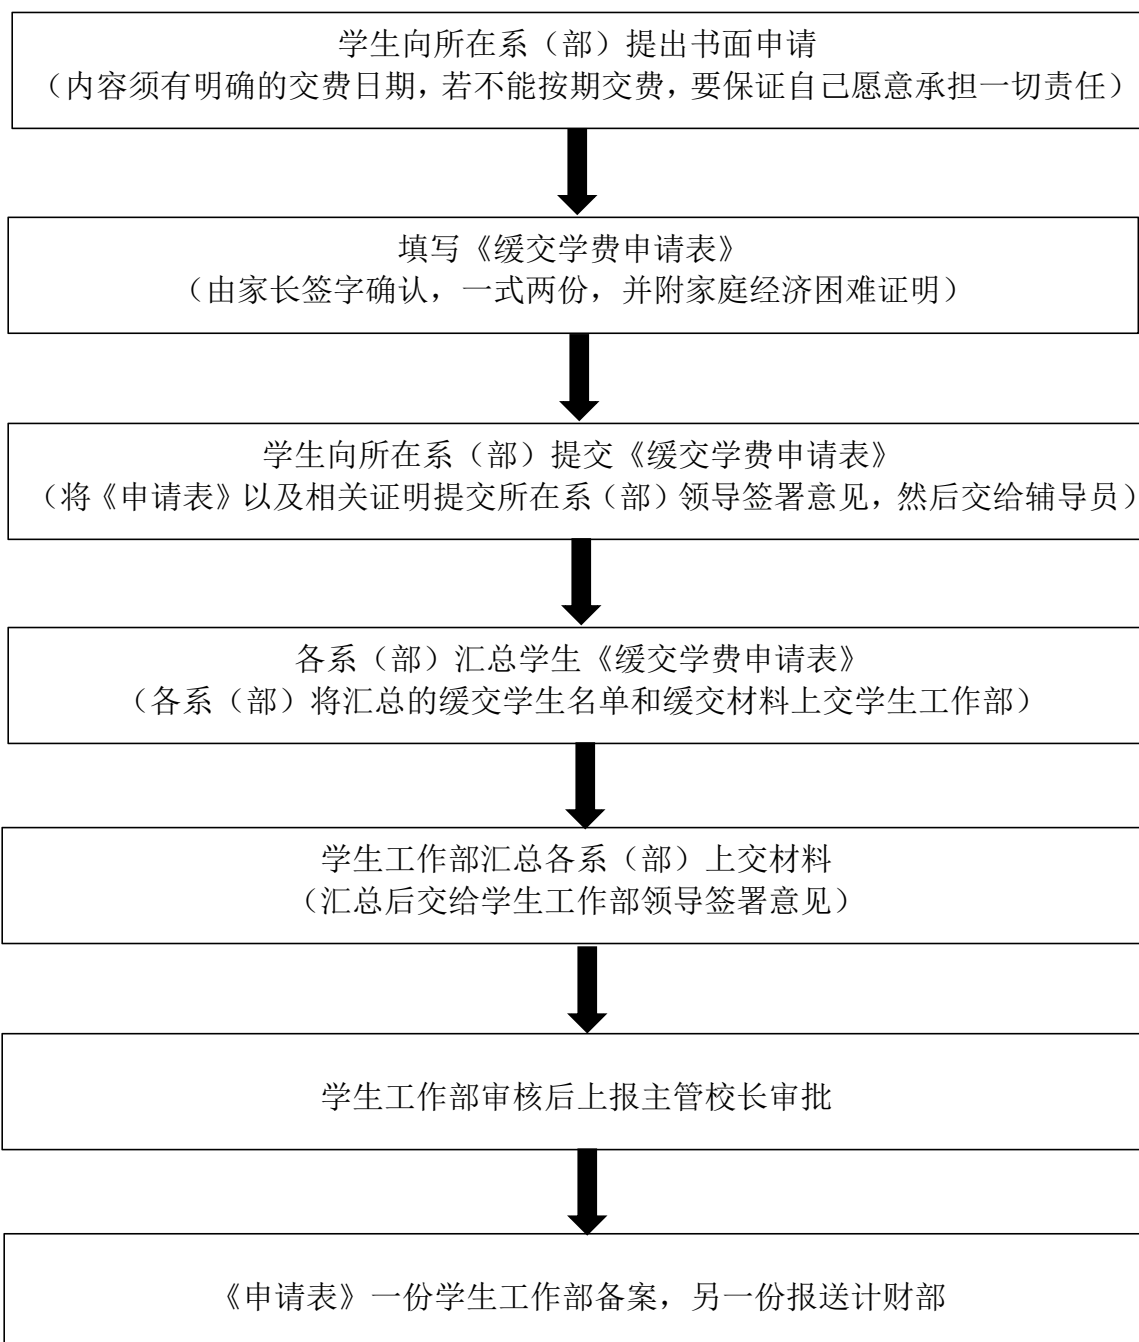 学生向所在系（部）提出书面申请
（内容须有明确的交费日期，若不能按期交费，要保证自己愿意承担一切责任）
填写《缓交学费申请表》
（由家长签字确认，一式两份，并附家庭经济困难证明）
学生向所在系（部）提交《缓交学费申请表》
（将《申请表》以及相关证明提交所在系（部）领导签署意见，然后交给辅导员）
各系（部）汇总学生《缓交学费申请表》
（各系（部）将汇总的缓交学生名单和缓交材料上交学生工作部）
学生工作部汇总各系（部）上交材料
（汇总后交给学生工作部领导签署意见）
学生工作部审核后上报主管校长审批
《申请表》一份学生工作部备案，另一份报送计财部